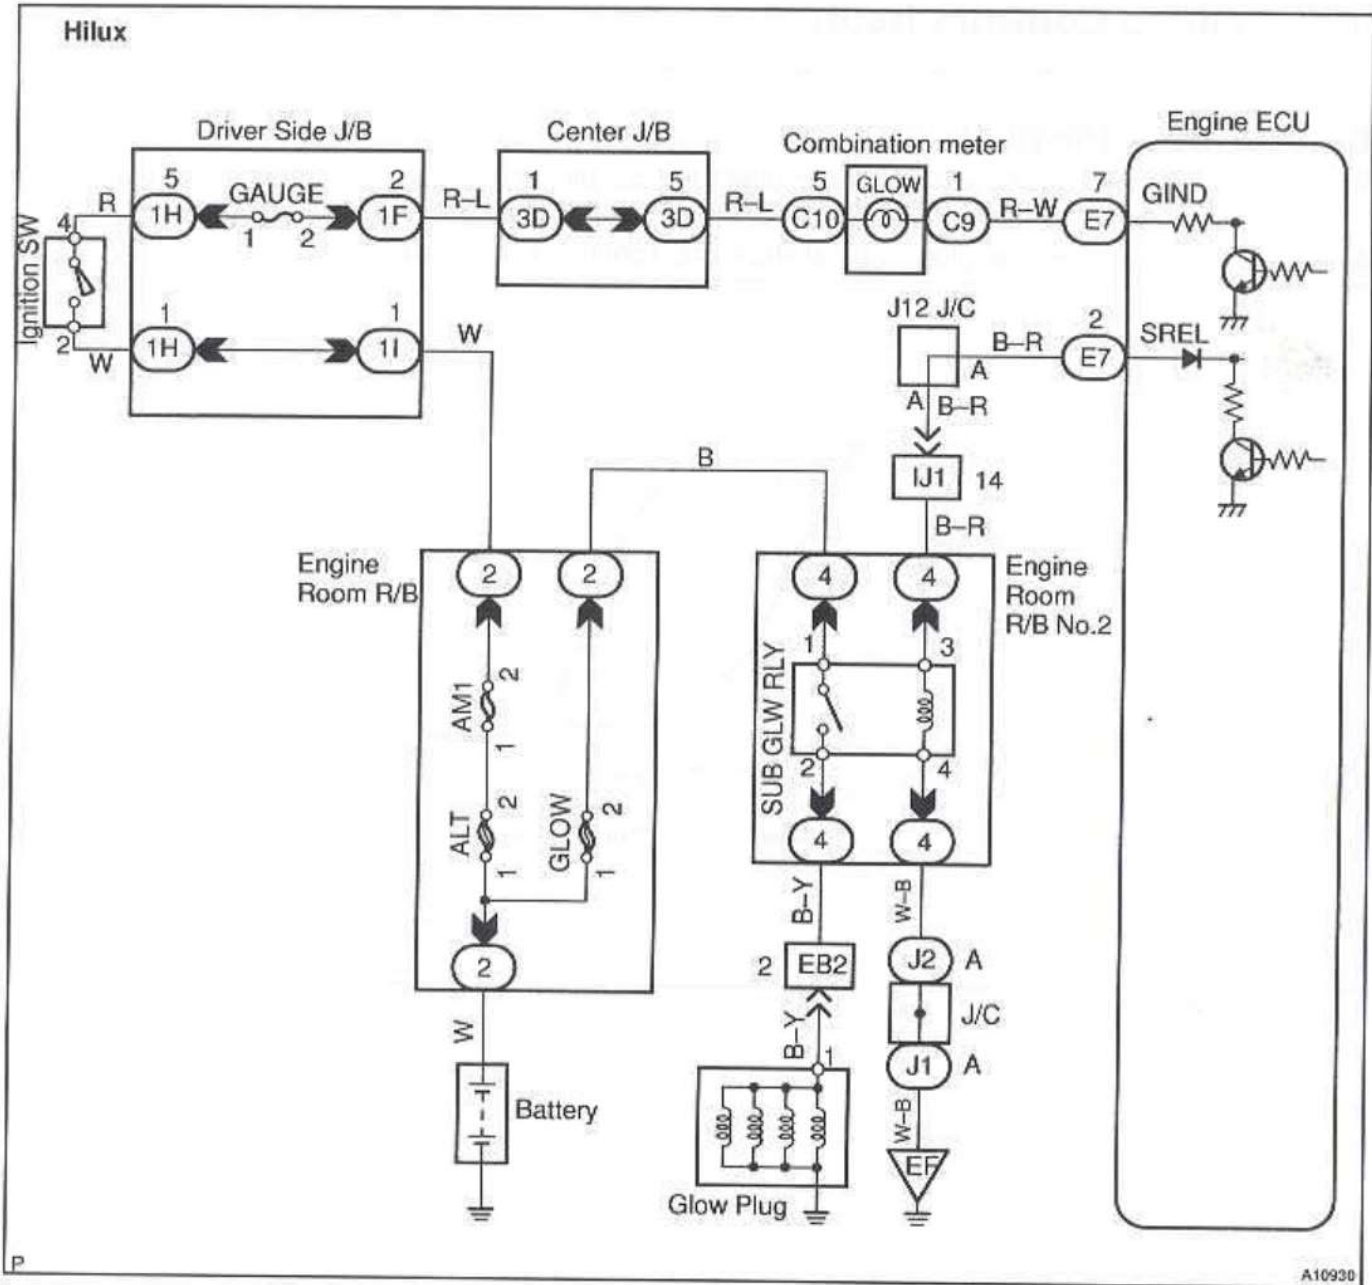 Hilux
Driver Side J/B
Center J/B
Combination meter
Engine ECU
Ignition SW
4
R
5
1H
GAUGE
1
2
2
1F
R–L
1
3D
5
3D
R–L
5
C10
GLOW
1
C9
R–W
7
E7
GIND
2
W
1
1H
1
1I
W
J12 J/C
A
B–R
2
E7
SREL
A
B–R
IJ1
14
B–R
B
Engine
Room R/B
2
2
AM1
2
1
ALT
2
1
GLOW
2
1
2
W
Battery
4
4
Engine
Room
R/B No.2
SUB GLW RLY
1
3
2
4
4
4
B–Y
W–B
2
EB2
B–Y
1
Glow Plug
J2
A
J/C
J1
A
W–B
EF
P
A10930